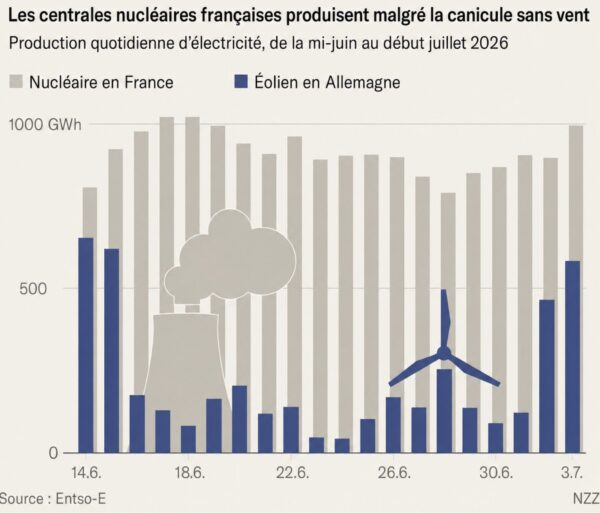 Les centrales nucléaires françaises produisent malgré la canicule sans vent
Production quotidienne d’électricité, de la mi-juin au début juillet 2026
Nucléaire en France
Éolien en Allemagne
1000 GWh
500
0
14.6.
18.6.
22.6.
26.6.
30.6.
3.7.
Source : Entso-E
NZZ